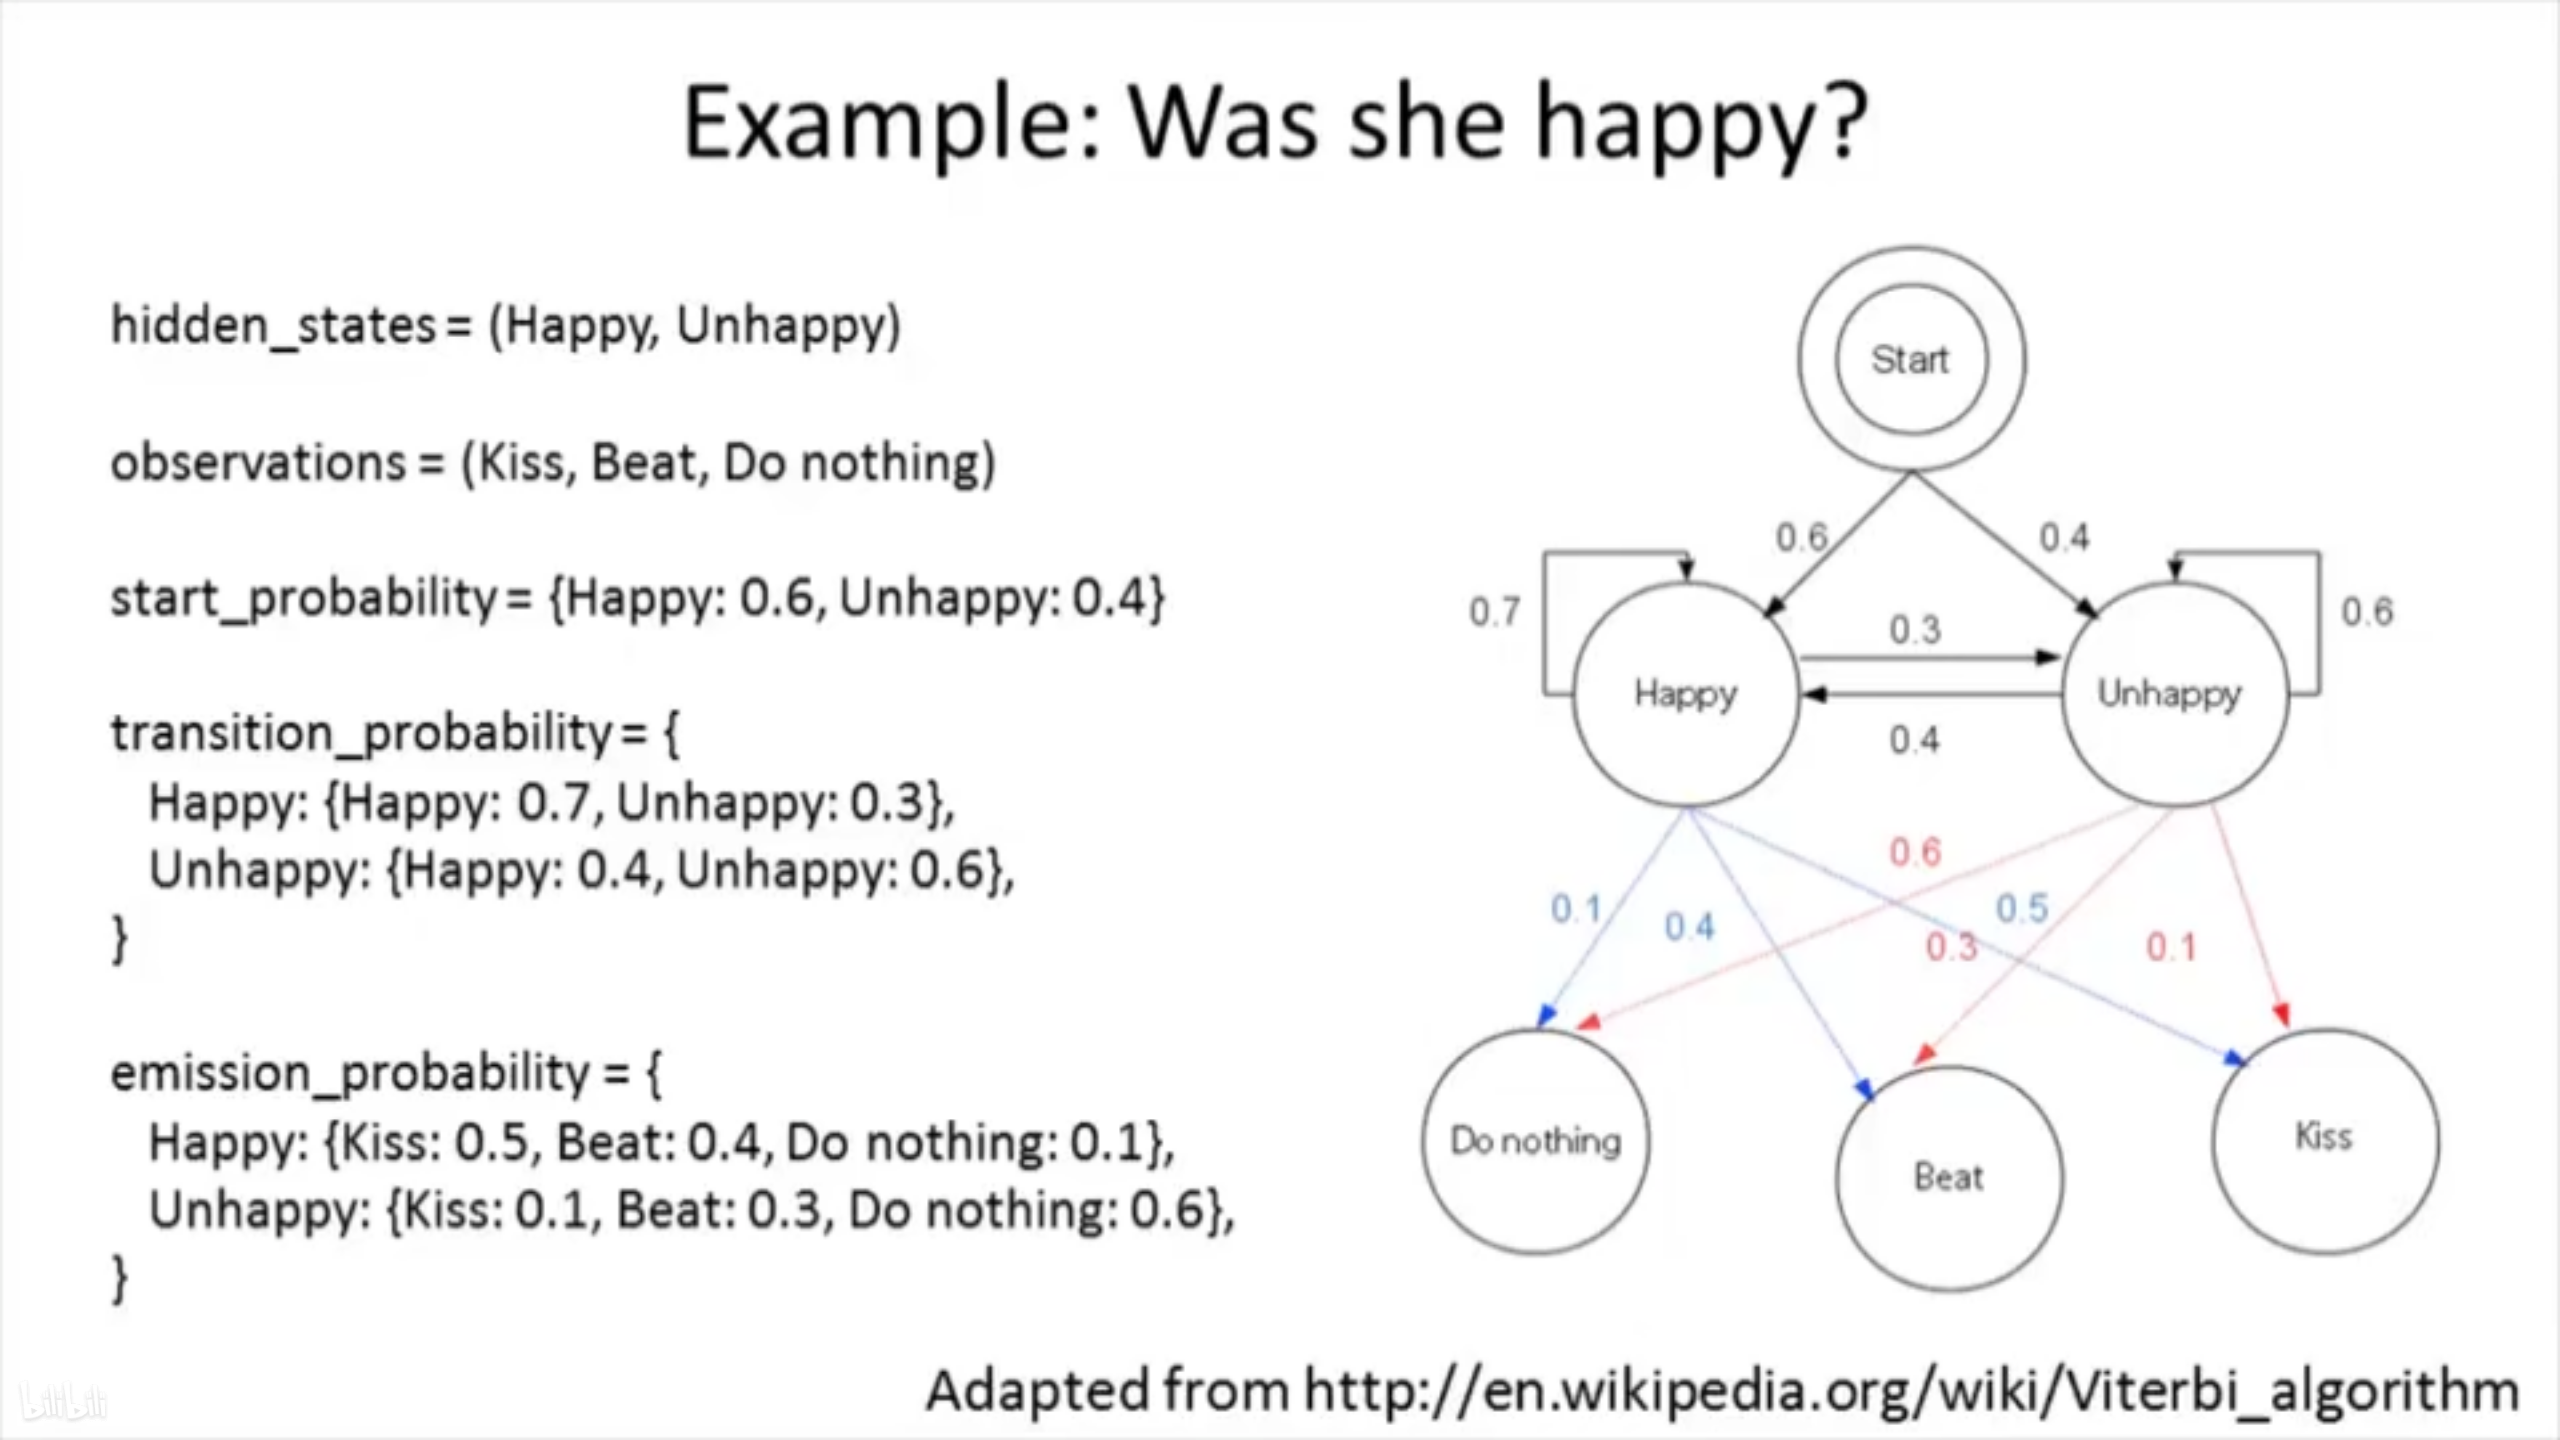 Example: Was she happy?
hidden_states = (Happy, Unhappy)
observations = (Kiss, Beat, Do nothing)
start_probability = {Happy: 0.6, Unhappy: 0.4}
transition_probability = {
Happy: {Happy: 0.7, Unhappy: 0.3},
Unhappy: {Happy: 0.4, Unhappy: 0.6},
}
emission_probability = {
Happy: {Kiss: 0.5, Beat: 0.4, Do nothing: 0.1},
Unhappy: {Kiss: 0.1, Beat: 0.3, Do nothing: 0.6},
}
Start
0.6
0.4
0.7
0.3
0.6
Happy
Unhappy
0.4
0.6
0.1
0.4
0.5
0.3
0.1
Do nothing
Beat
Kiss
Adapted from http://en.wikipedia.org/wiki/Viterbi_algorithm
bilibili